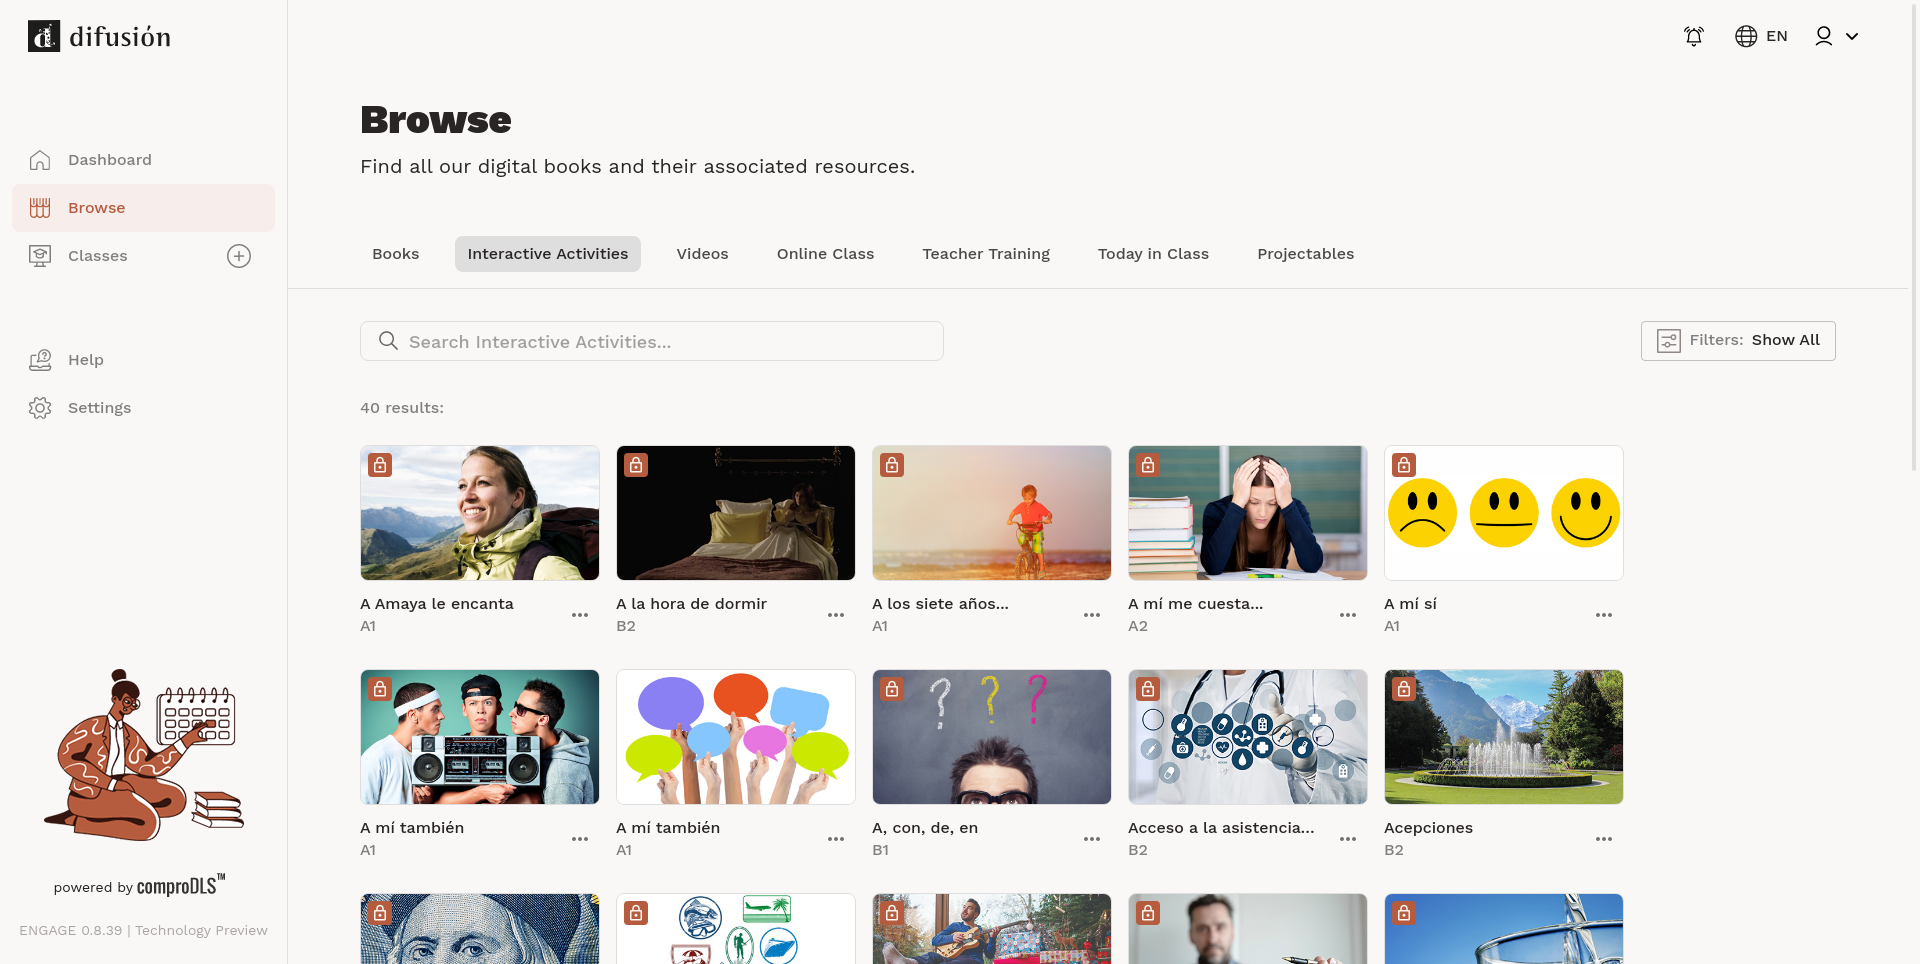 difusión
EN
Dashboard
Browse
Classes
Help
Settings
powered by comproDLS™
ENGAGE 0.8.39 | Technology Preview
Browse
Find all our digital books and their associated resources.
Books
Interactive Activities
Videos
Online Class
Teacher Training
Today in Class
Projectables
Search Interactive Activities...
Filters: Show All
40 results:
A Amaya le encanta
A1
A la hora de dormir
B2
A los siete años...
A1
A mí me cuesta...
A2
A mí sí
A1
A mí también
A1
A mí también
A1
A, con, de, en
B1
Acceso a la asistencia...
B2
Acepciones
B2